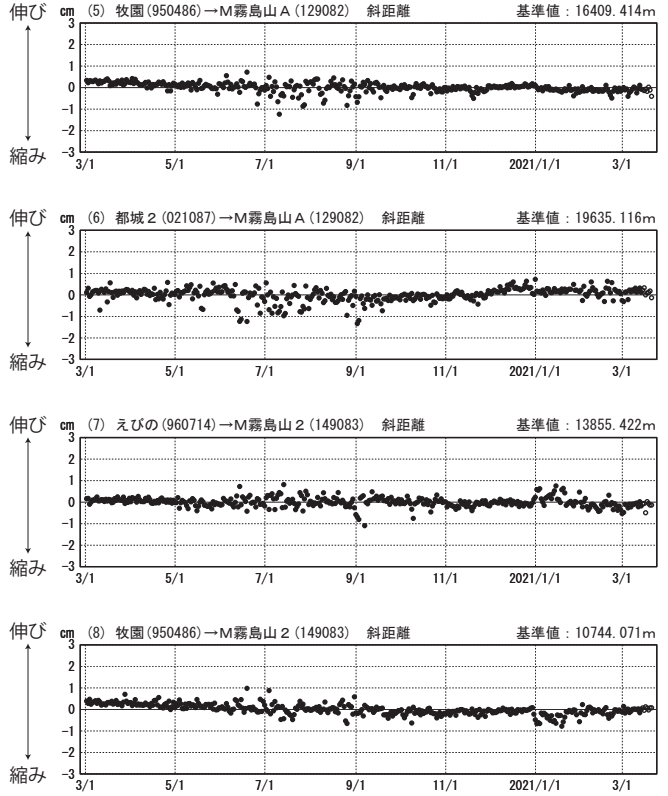 伸び cm (5) 牧園(950486)→M霧島山A(129082) 斜距離 基準値:16409.414m
3
2
1
0
-1
-2
縮み -3
3/1 5/1 7/1 9/1 11/1 2021/1/1 3/1
伸び cm (6) 都城2(021087)→M霧島山A(129082) 斜距離 基準値:19635.116m
3
2
1
0
-1
-2
縮み -3
3/1 5/1 7/1 9/1 11/1 2021/1/1 3/1
伸び cm (7) えびの(960714)→M霧島山2(149083) 斜距離 基準値:13855.422m
3
2
1
0
-1
-2
縮み -3
3/1 5/1 7/1 9/1 11/1 2021/1/1 3/1
伸び cm (8) 牧園(950486)→M霧島山2(149083) 斜距離 基準値:10744.071m
3
2
1
0
-1
-2
縮み -3
3/1 5/1 7/1 9/1 11/1 2021/1/1 3/1